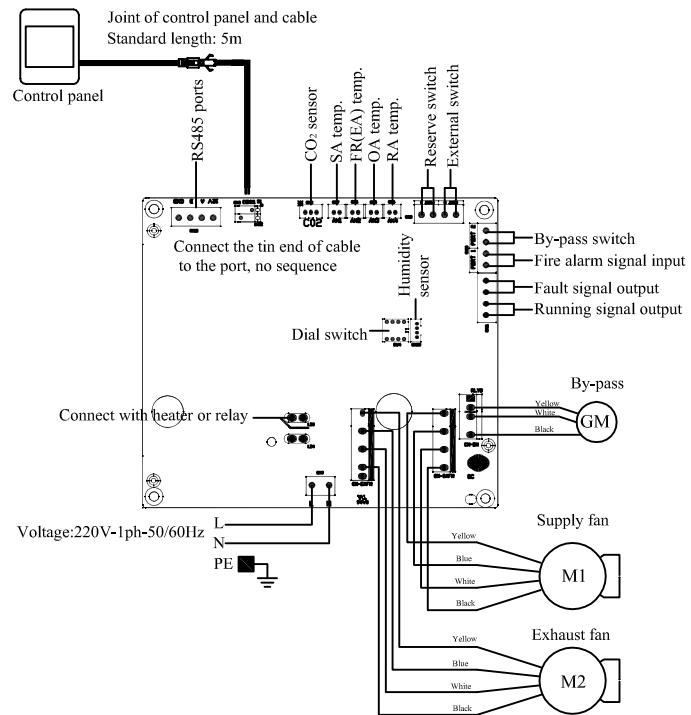 Joint of control panel and cable
Standard length: 5m
Control panel
RS485 ports
CO₂ sensor
SA temp.
FR(EA) temp.
OA temp.
RA temp.
Reserve switch
External switch
CO2
Connect the tin end of cable
to the port, no sequence
Humidity
sensor
Dial switch
PORT 2
PORT 1
By-pass switch
Fire alarm signal input
Fault signal output
Running signal output
Connect with heater or relay
By-pass
Yellow
White
Black
GM
L
N
Voltage:220V-1ph-50/60Hz
L
N
PE
Supply fan
Yellow
Blue
White
Black
M1
Exhaust fan
Yellow
Blue
White
Black
M2